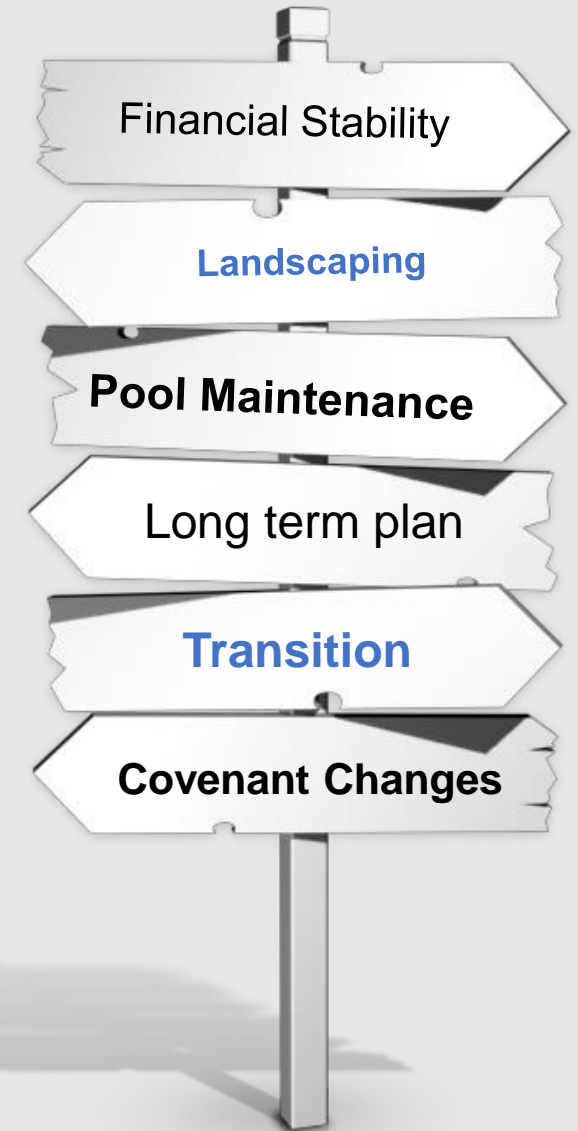 Financial Stability
Landscaping
Pool Maintenance
Long term plan
Transition
Covenant Changes